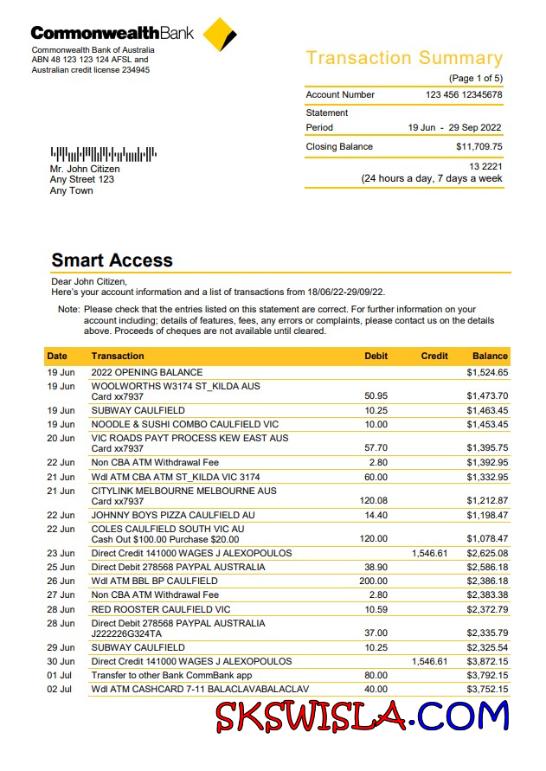 CommonwealthBank
Commonwealth Bank of Australia
ABN 48 123 123 124 AFSL and
Australian credit license 234945
Transaction Summary
(Page 1 of 5)
Account Number 123 456 12345678
Statement
Period 19 Jun - 29 Sep 2022
Closing Balance $11,709.75
13 2221
(24 hours a day, 7 days a week
Mr. John Citizen
Any Street 123
Any Town
Smart Access
Dear John Citizen,
Here's your account information and a list of transactions from 18/06/22-29/09/22.
Note: Please check that the entries listed on this statement are correct. For further information on your
account including; details of features, fees, any errors or complaints, please contact us on the details
above. Proceeds of cheques are not available until cleared.
Date Transaction Debit Credit Balance
19 Jun 2022 OPENING BALANCE $1,524.65
19 Jun WOOLWORTHS W3174 ST_KILDA AUS
Card xx7937 50.95 $1,473.70
19 Jun SUBWAY CAULFIELD 10.25 $1,463.45
19 Jun NOODLE & SUSHI COMBO CAULFIELD VIC 10.00 $1,453.45
20 Jun VIC ROADS PAYT PROCESS KEW EAST AUS
Card xx7937 57.70 $1,395.75
22 Jun Non CBA ATM Withdrawal Fee 2.80 $1,392.95
21 Jun Wdl ATM CBA ATM ST_KILDA VIC 3174 60.00 $1,332.95
21 Jun CITYLINK MELBOURNE MELBOURNE AUS
Card xx7937 120.08 $1,212.87
22 Jun JOHNNY BOYS PIZZA CAULFIELD AU 14.40 $1,198.47
22 Jun COLES CAULFIELD SOUTH VIC AU
Cash Out $100.00 Purchase $20.08 120.00 $1,078.47
23 Jun Direct Credit 141000 WAGES J ALEXOPOULOS 1,546.61 $2,625.08
25 Jun Direct Debit 278568 PAYPAL AUSTRALIA 38.90 $2,586.18
26 Jun Wdl ATM BBL BP CAULFIELD 200.00 $2,386.18
27 Jun Non CBA ATM Withdrawal Fee 2.80 $2,383.38
28 Jun RED ROOSTER CAULFIELD VIC 10.59 $2,372.79
28 Jun Direct Debit 278568 PAYPAL AUSTRALIA
J222226G324TA 37.00 $2,335.79
29 Jun SUBWAY CAULFIELD 10.25 $2,325.54
30 Jun Direct Credit 141000 WAGES J ALEXOPOULOS 1,546.61 $3,872.15
01 Jul Transfer to other Bank CommBank app 80.00 $3,792.15
02 Jul Wdl ATM CASHCARD 7-11 BALACLAVABALACLAV 40.00 $3,752.15
SKSWISLA.COM